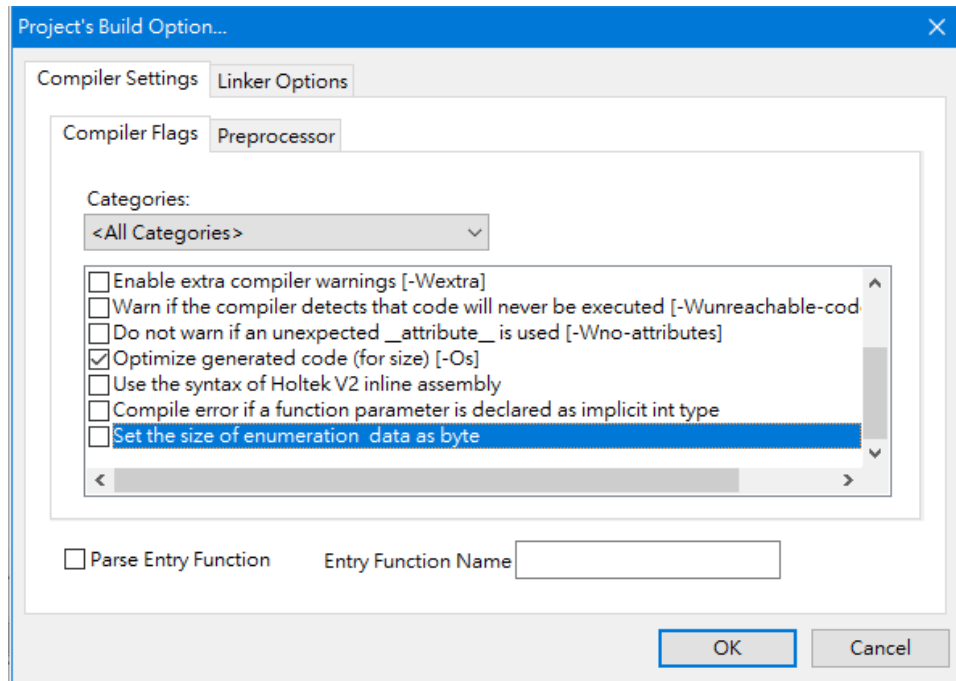 Project's Build Option...
Compiler Settings
Linker Options
Compiler Flags
Preprocessor
Categories:
<All Categories>
Enable extra compiler warnings [-Wextra]
Warn if the compiler detects that code will never be executed [-Wunreachable-cod
Do not warn if an unexpected __attribute__ is used [-Wno-attributes]
Optimize generated code (for size) [-Os]
Use the syntax of Holtek V2 inline assembly
Compile error if a function parameter is declared as implicit int type
Set the size of enumeration  data as byte
Parse Entry Function
Entry Function Name
OK
Cancel